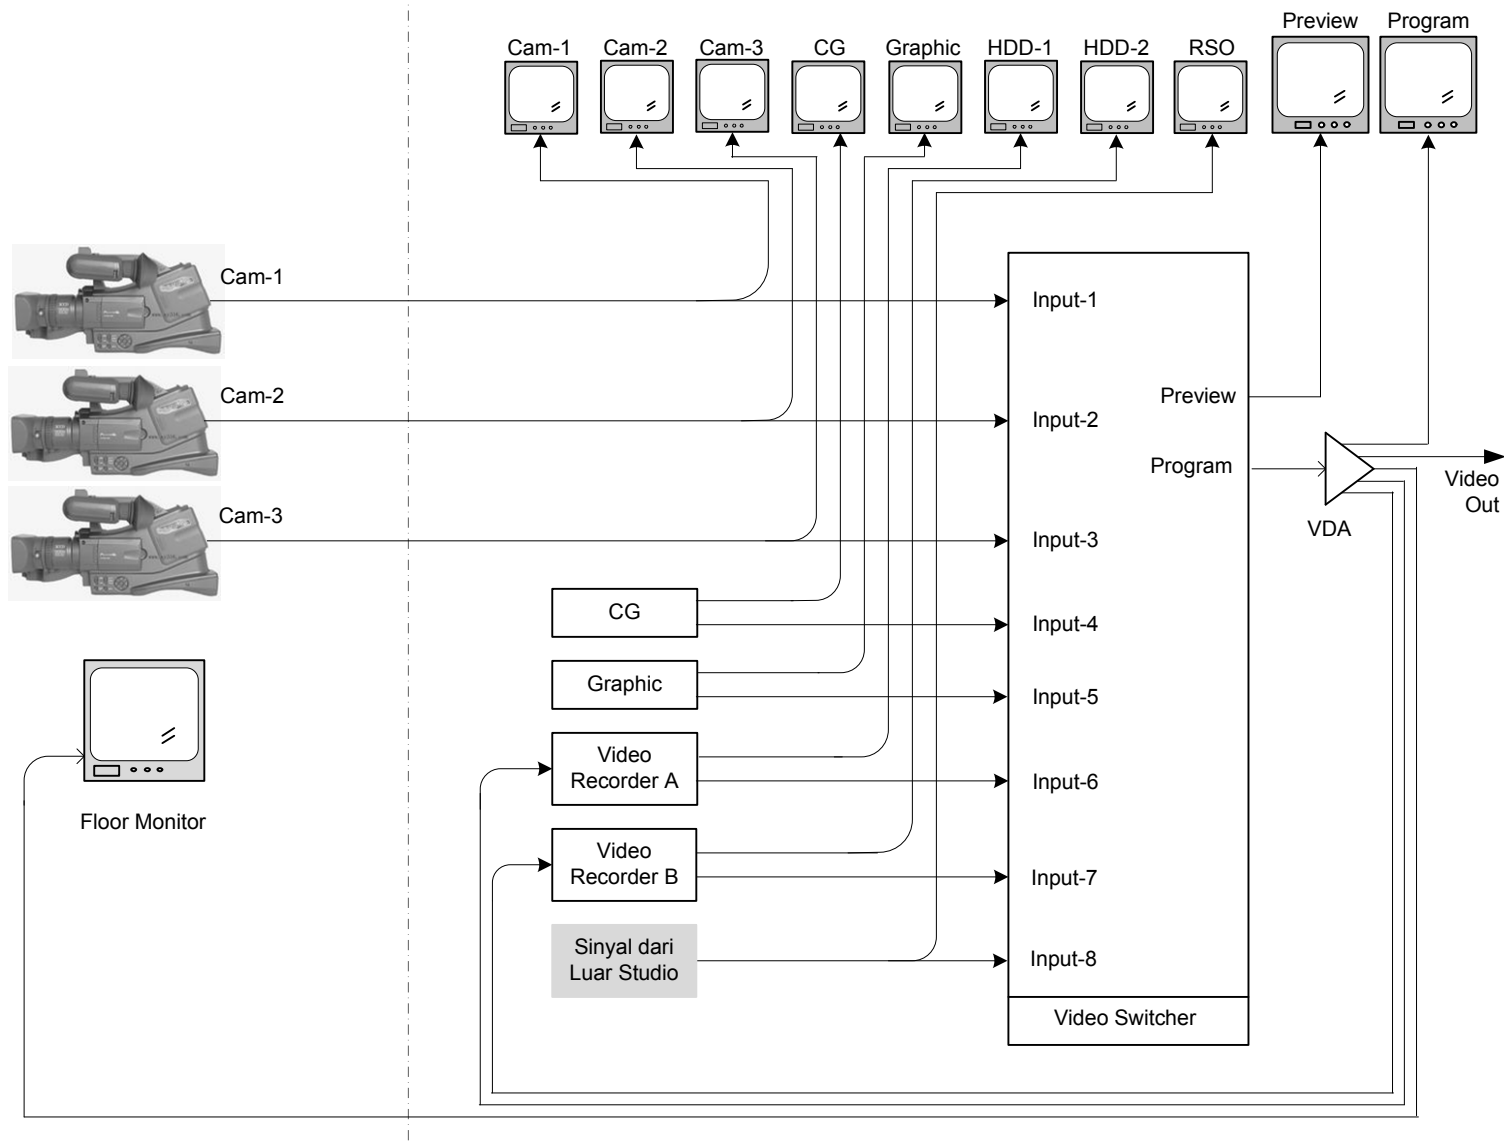 Preview
Program
Cam-1
Cam-2
Cam-3
CG
Graphic
HDD-1
HDD-2
RSO
Cam-1
Input-1
Cam-2
Preview
Input-2
Program
Video
Out
VDA
Cam-3
Input-3
CG
Input-4
Graphic
Input-5
Video
Recorder A
Input-6
Floor Monitor
Video
Recorder B
Input-7
Sinyal dari
Luar Studio
Input-8
Video Switcher